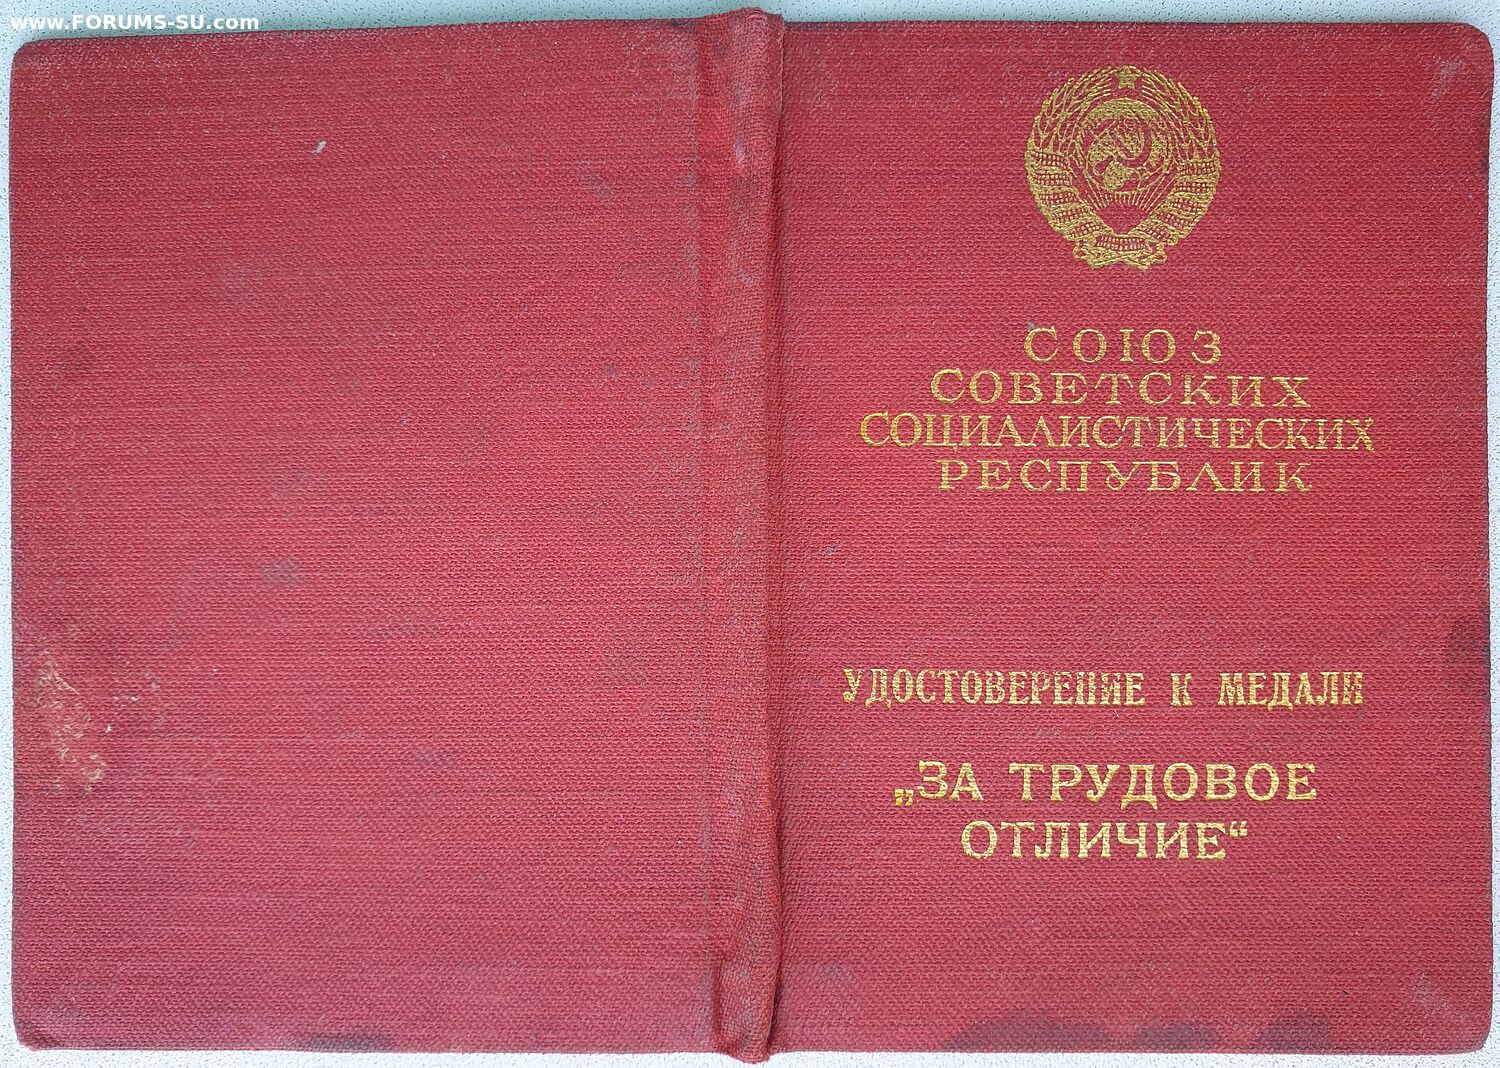 www.FORUMS-SU.com
СОЮЗ
СОВЕТСКИХ
СОЦИАЛИСТИЧЕСКИХ
РЕСПУБЛИК
УДОСТОВЕРЕНИЕ К МЕДАЛИ
„ЗА ТРУДОВОЕ
ОТЛИЧИЕ“